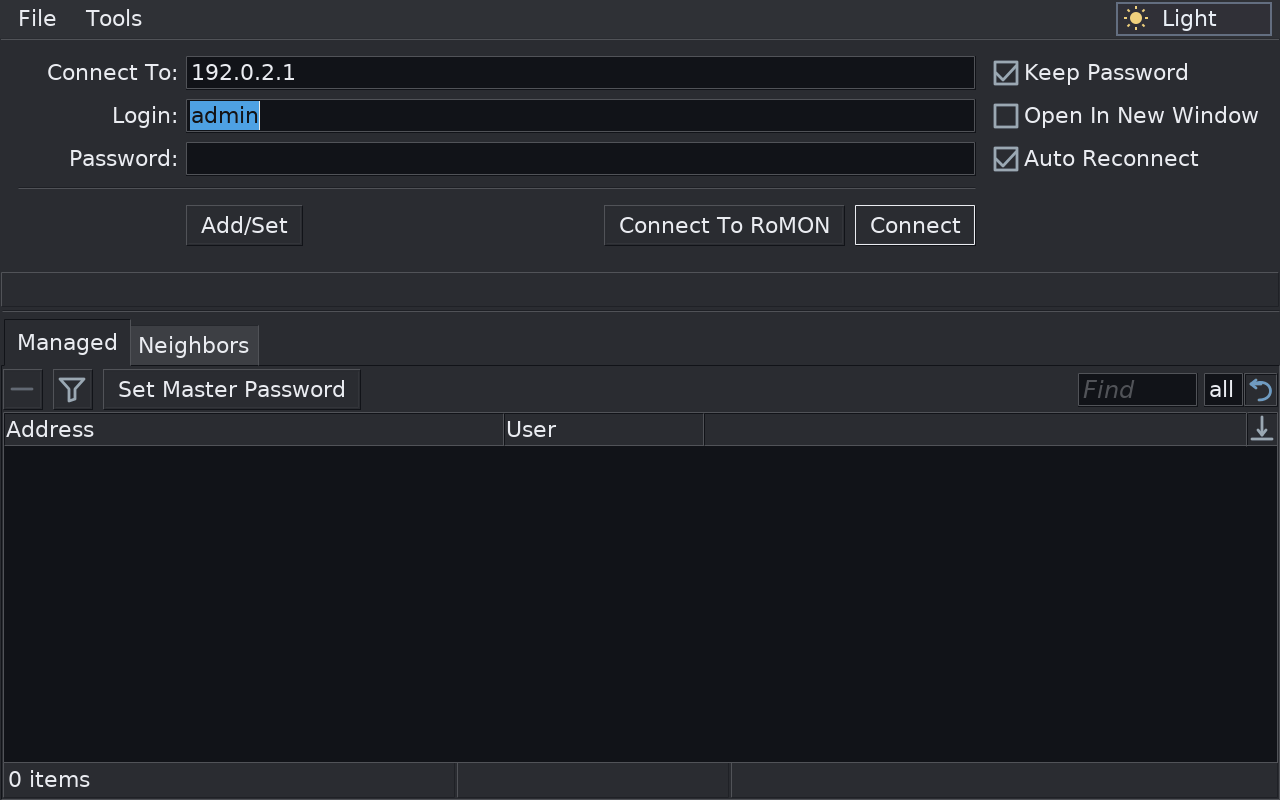 File Tools Light
Connect To: 192.0.2.1 Keep Password
Login: admin Open In New Window
Password: Auto Reconnect
Add/Set Connect To RoMON Connect
Managed Neighbors
Set Master Password Find all
Address User
0 items